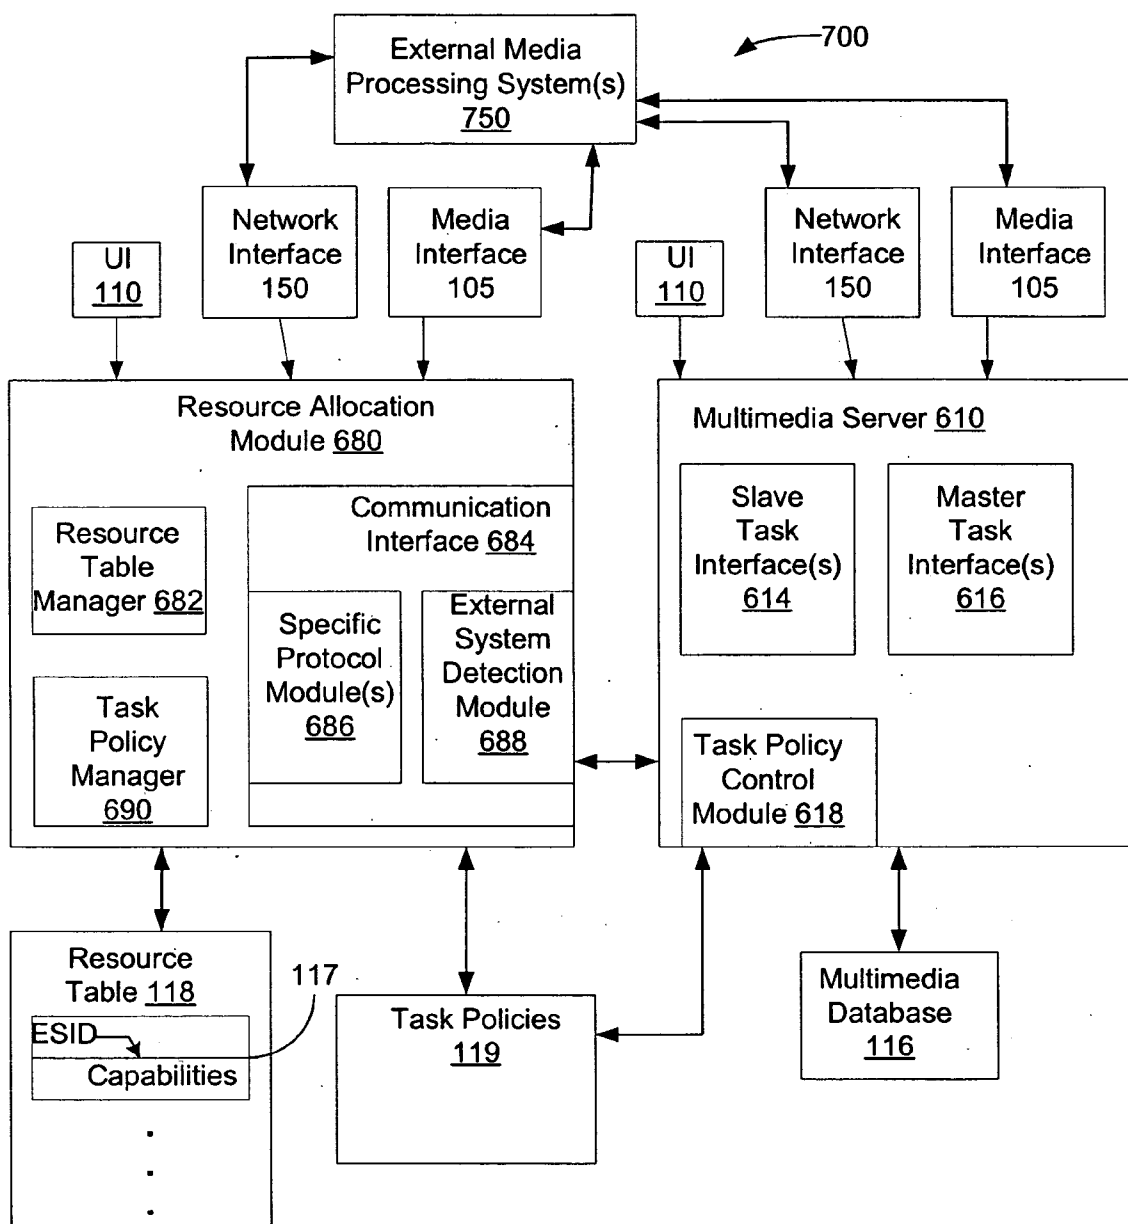 External Media
Processing System(s)
750
700
Network
Interface
150
Media
Interface
105
UI
110
Network
Interface
150
Media
Interface
105
UI
110
Resource Allocation
Module 680
Resource
Table
Manager 682
Communication
Interface 684
Specific
Protocol
Module(s)
686
External
System
Detection
Module
688
Task
Policy
Manager
690
Multimedia Server 610
Slave
Task
Interface(s)
614
Master
Task
Interface(s)
616
Task Policy
Control
Module 618
Resource
Table 118
ESID
Capabilities
117
Task Policies
119
Multimedia
Database
116